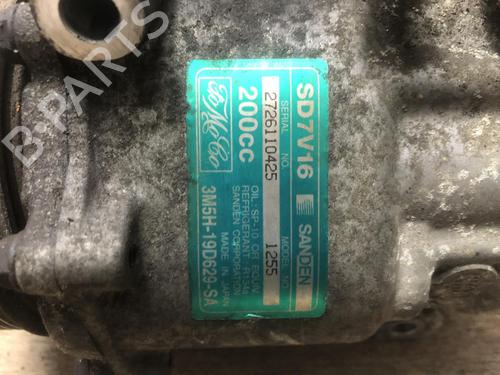 SD7V16 SANDEN
SERIAL NO. MODEL NO.
2726110425 1255
200cc
OIL: SP-10 OR EQUIV.
REFRIGERANT: R134A
SANDEN CORPORATION
FoMoCo
MADE IN JAPAN
3M5H-19D629-SA